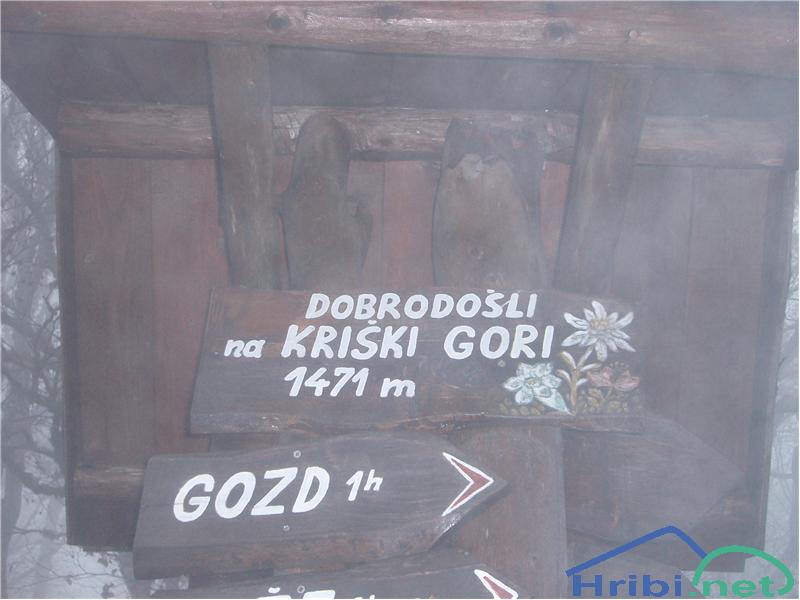 DOBRODOŠLI
na KRIŠKI GORI
1471 m
GOZD 1h
Hribi.net